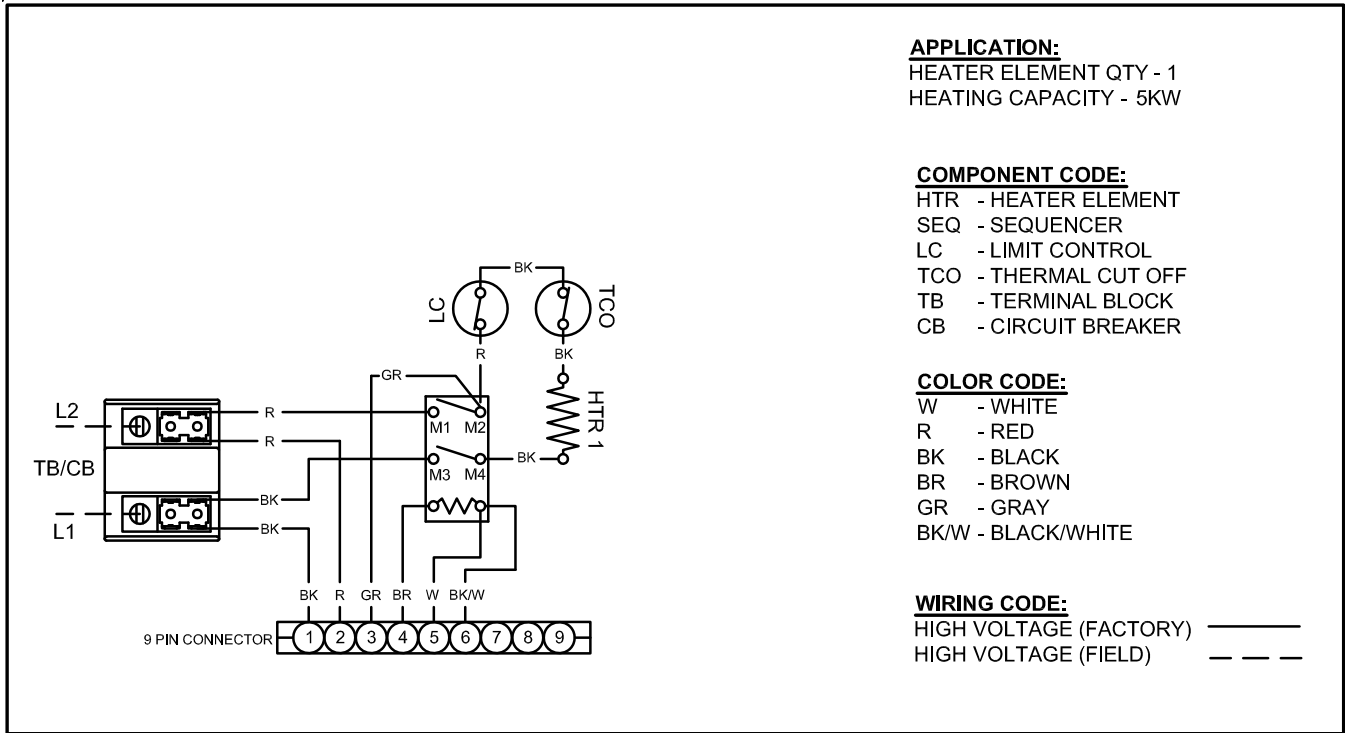 APPLICATION:
HEATER ELEMENT QTY - 1
HEATING CAPACITY - 5KW
COMPONENT CODE:
HTR - HEATER ELEMENT
SEQ - SEQUENCER
LC - LIMIT CONTROL
TCO - THERMAL CUT OFF
TB - TERMINAL BLOCK
CB - CIRCUIT BREAKER
COLOR CODE:
W - WHITE
R - RED
BK - BLACK
BR - BROWN
GR - GRAY
BK/W - BLACK/WHITE
WIRING CODE:
HIGH VOLTAGE (FACTORY)
HIGH VOLTAGE (FIELD)
BK
LC
TCO
R
BK
GR
HTR 1
L2
R
M1 M2
R
TB/CB
BK
M3 M4
BK
L1
BK
BK R GR BR W BK/W
9 PIN CONNECTOR 1 2 3 4 5 6 7 8 9